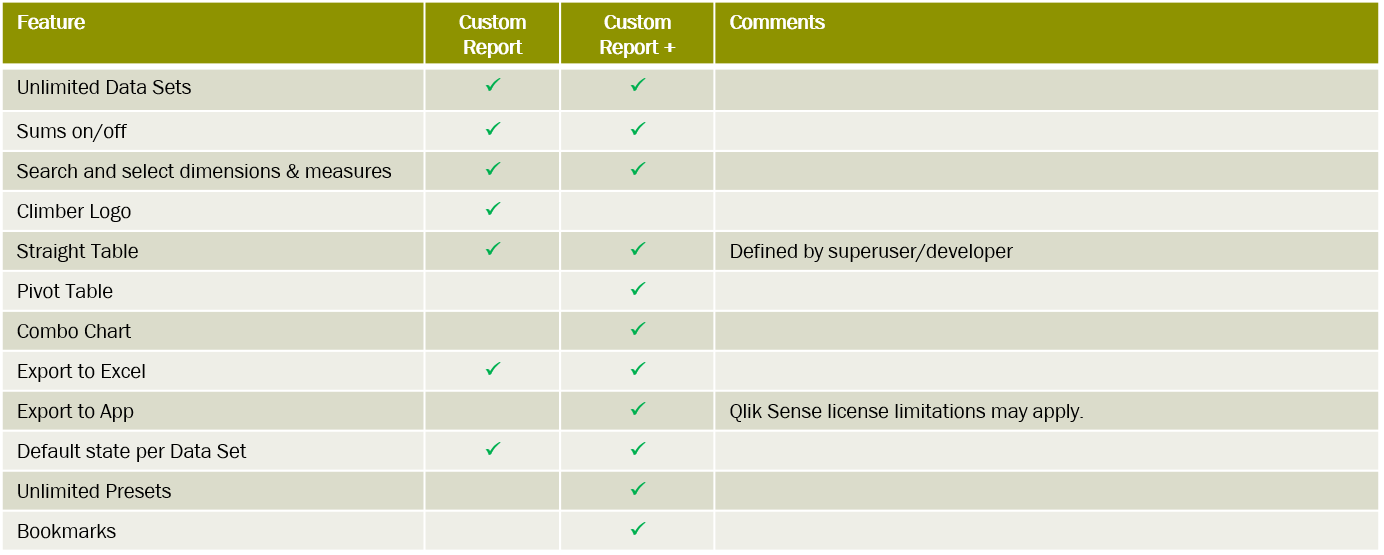 Feature Custom Report Custom Report + Comments
Unlimited Data Sets ✓ ✓
Sums on/off ✓ ✓
Search and select dimensions & measures ✓ ✓
Climber Logo ✓
Straight Table ✓ ✓ Defined by superuser/developer
Pivot Table ✓
Combo Chart ✓
Export to Excel ✓ ✓
Export to App ✓ Qlik Sense license limitations may apply.
Default state per Data Set ✓ ✓
Unlimited Presets ✓
Bookmarks ✓